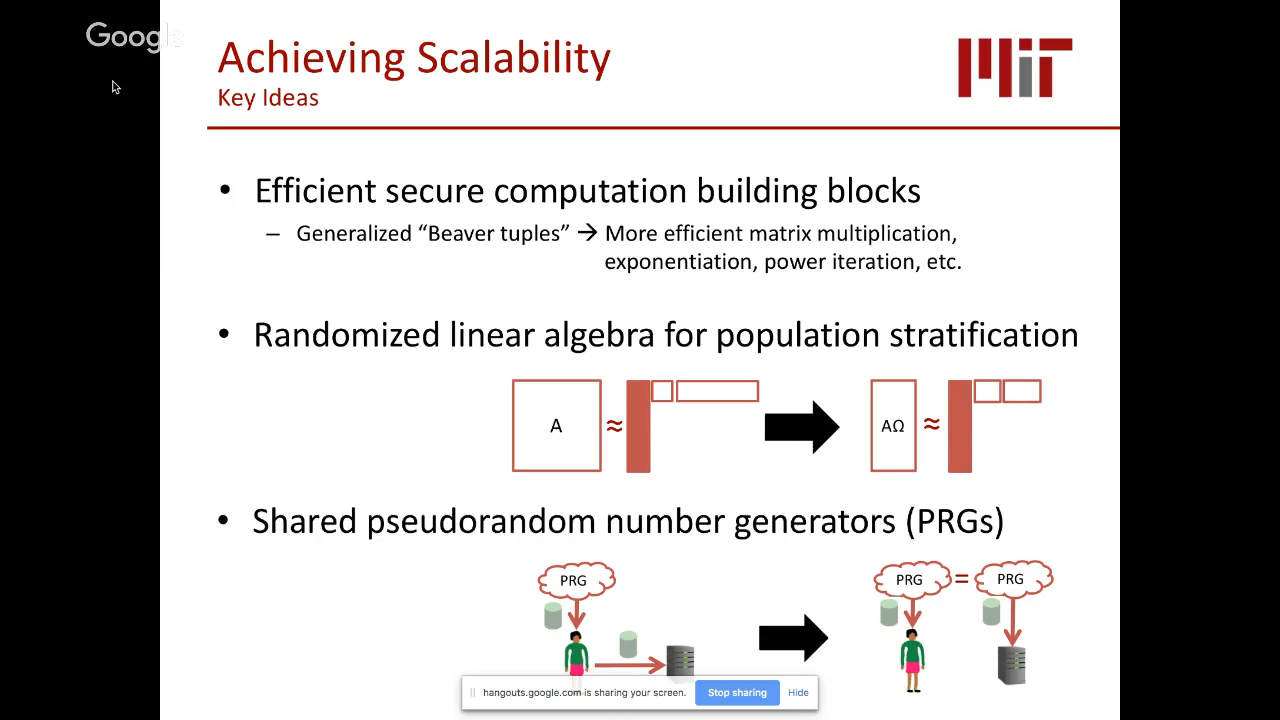 Google
Achieving Scalability
MIT
Key Ideas
• Efficient secure computation building blocks
– Generalized “Beaver tuples” → More efficient matrix multiplication,
exponentiation, power iteration, etc.
• Randomized linear algebra for population stratification
A ≈ AΩ ≈
• Shared pseudorandom number generators (PRGs)
PRG PRG = PRG
hangouts.google.com is sharing your screen. Stop sharing Hide